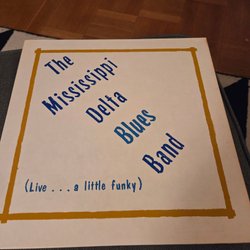 The
Mississippi
Delta
Blues
Band
(Live . . . a little funky)